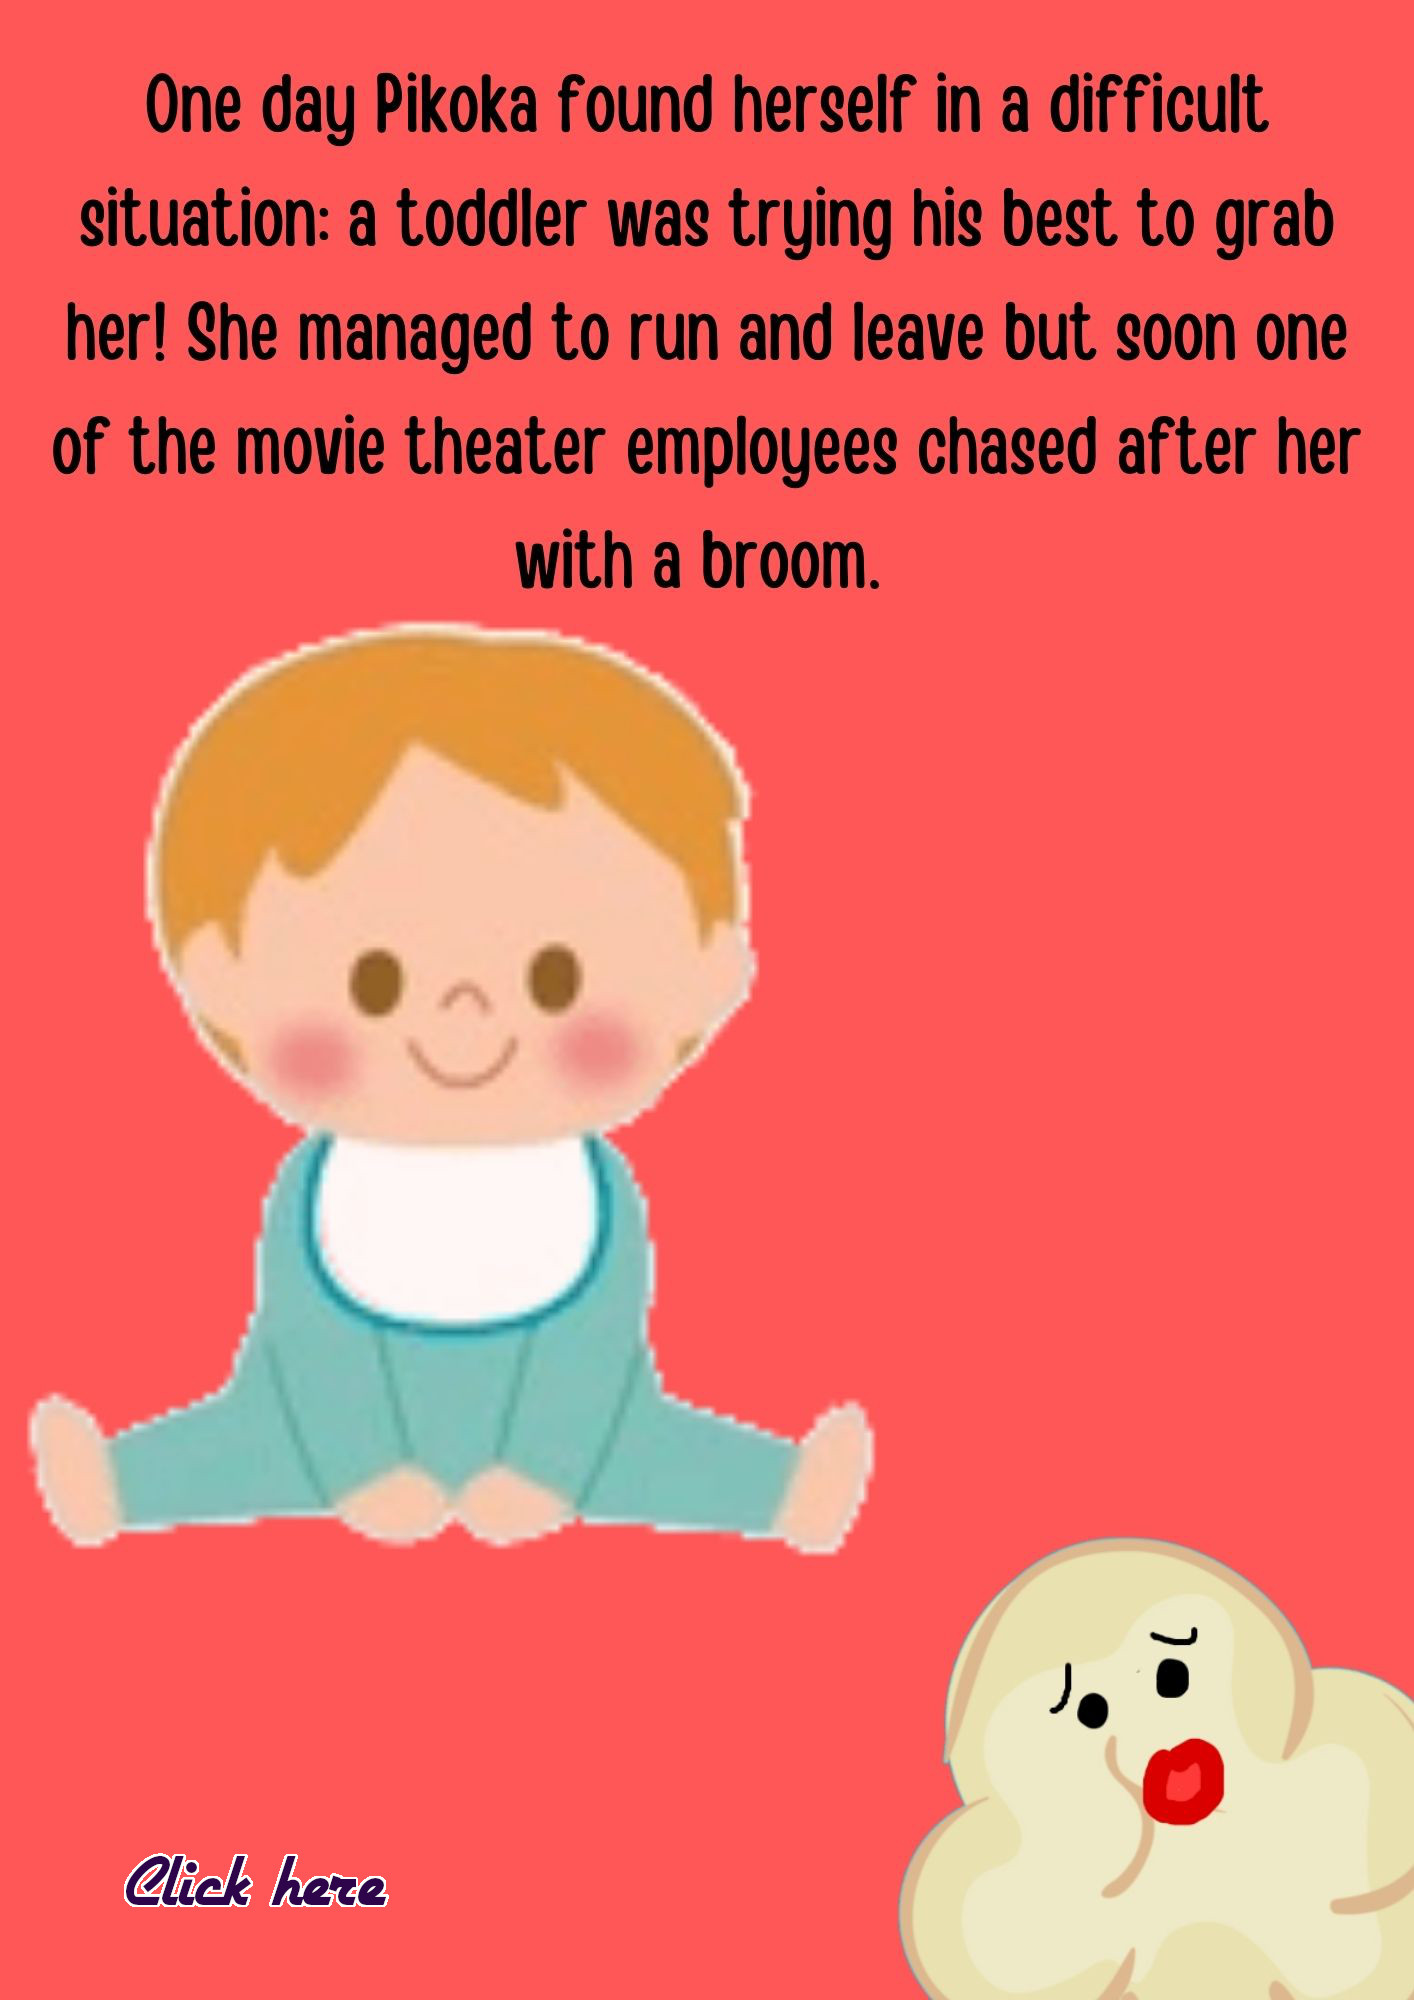 One day Pikoka found herself in a difficult
situation: a toddler was trying his best to grab
her! She managed to run and leave but soon one
of the movie theater employees chased after her
with a broom.
Click here